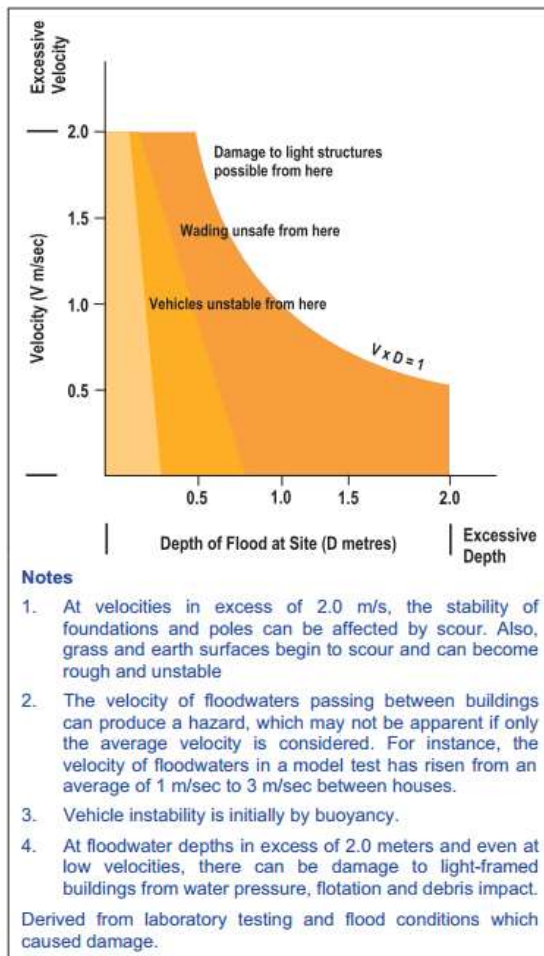 Excessive
Velocity
2.0
Damage to light structures
possible from here
1.5
Wading unsafe from here
Velocity (V m/sec)
1.0
Vehicles unstable from here
V x D = 1
0.5
0.5
1.0
1.5
2.0
Depth of Flood at Site (D metres)
Excessive
Depth
Notes
1. At velocities in excess of 2.0 m/s, the stability of
foundations and poles can be affected by scour. Also,
grass and earth surfaces begin to scour and can become
rough and unstable
2. The velocity of floodwaters passing between buildings
can produce a hazard, which may not be apparent if only
the average velocity is considered. For instance, the
velocity of floodwaters in a model test has risen from an
average of 1 m/sec to 3 m/sec between houses.
3. Vehicle instability is initially by buoyancy.
4. At floodwater depths in excess of 2.0 meters and even at
low velocities, there can be damage to light-framed
buildings from water pressure, flotation and debris impact.
Derived from laboratory testing and flood conditions which
caused damage.